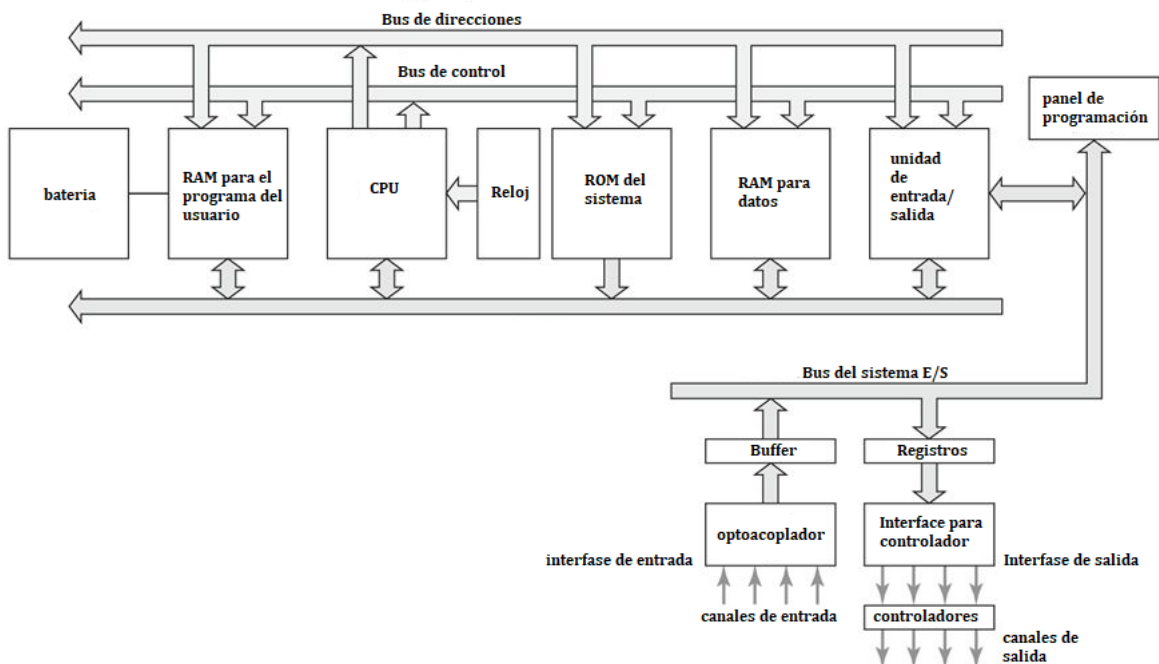 Bus de direcciones
Bus de control
panel de
programación
bateria
RAM para el
programa del
usuario
CPU
Reloj
ROM del
sistema
RAM para
datos
unidad
de
entrada/
salida
Bus del sistema E/S
Buffer
Registros
optoacoplador
Interface para
controlador
interfase de entrada
Interfase de salida
canales de entrada
controladores
canales de
salida